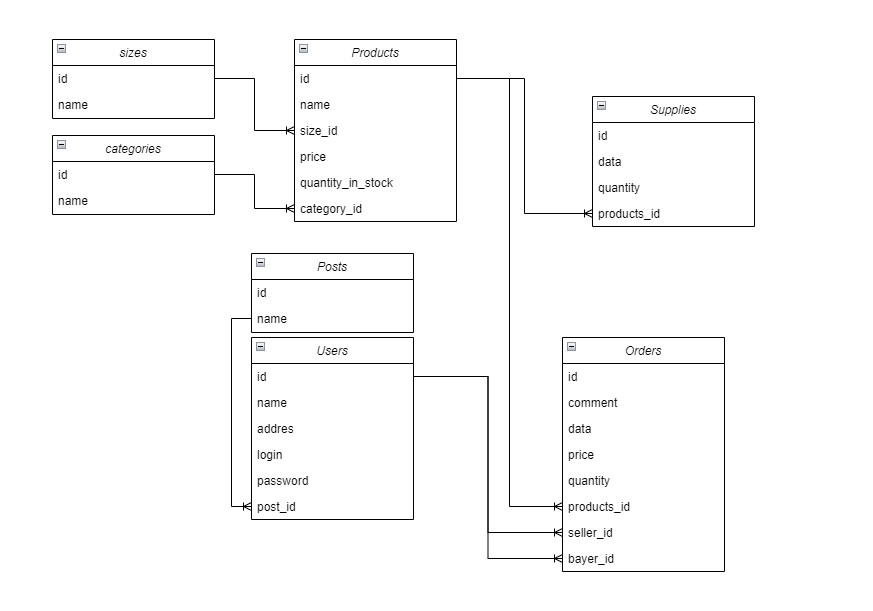 sizes
id
name
categories
id
name
Products
id
name
size_id
price
quantity_in_stock
category_id
Supplies
id
data
quantity
products_id
Posts
id
name
Users
id
name
addres
login
password
post_id
Orders
id
comment
data
price
quantity
products_id
seller_id
bayer_id